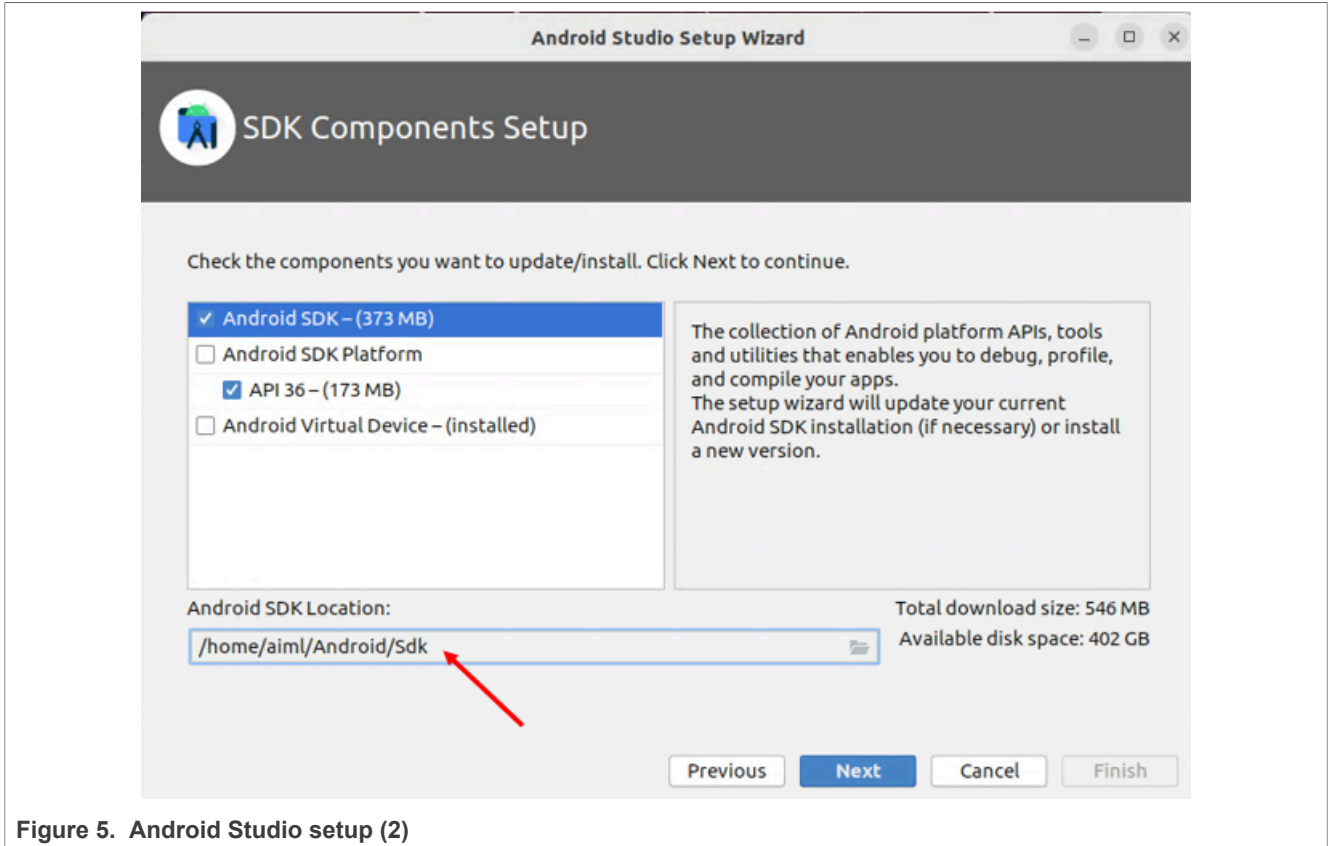 Android Studio Setup Wizard
SDK Components Setup
Check the components you want to update/install. Click Next to continue.
Android SDK – (373 MB)
Android SDK Platform
API 36 – (173 MB)
Android Virtual Device – (installed)
The collection of Android platform APIs, tools
and utilities that enables you to debug, profile,
and compile your apps.
The setup wizard will update your current
Android SDK installation (if necessary) or install
a new version.
Android SDK Location:
/home/aiml/Android/Sdk
Total download size: 546 MB
Available disk space: 402 GB
Previous
Next
Cancel
Finish
Figure 5. Android Studio setup (2)